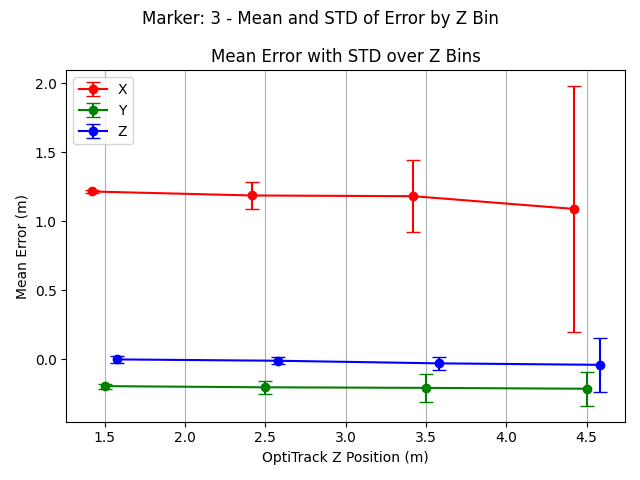 Marker: 3 - Mean and STD of Error by Z Bin
Mean Error with STD over Z Bins
X
Y
Z
2.0
1.5
1.0
0.5
0.0
Mean Error (m)
1.5 2.0 2.5 3.0 3.5 4.0 4.5
OptiTrack Z Position (m)